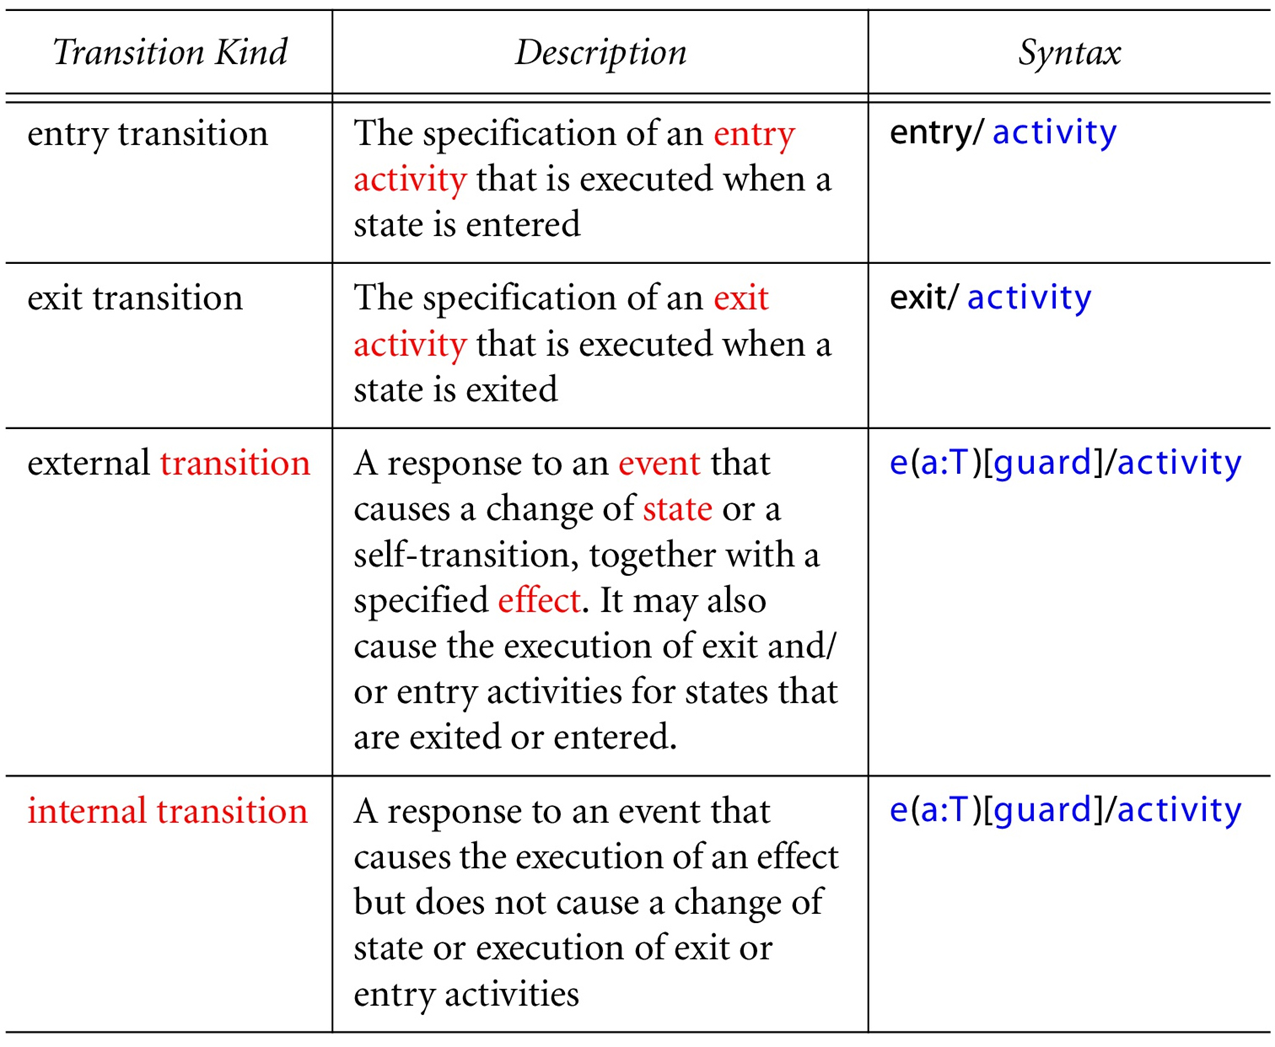 Transition Kind
Description
Syntax
entry transition
The specification of an entry
activity that is executed when a
state is entered
entry/ activity
exit transition
The specification of an exit
activity that is executed when a
state is exited
exit/ activity
external transition
A response to an event that
causes a change of state or a
self-transition, together with a
specified effect. It may also
cause the execution of exit and/
or entry activities for states that
are exited or entered.
e(a:T)[guard]/activity
internal transition
A response to an event that
causes the execution of an effect
but does not cause a change of
state or execution of exit or
entry activities
e(a:T)[guard]/activity